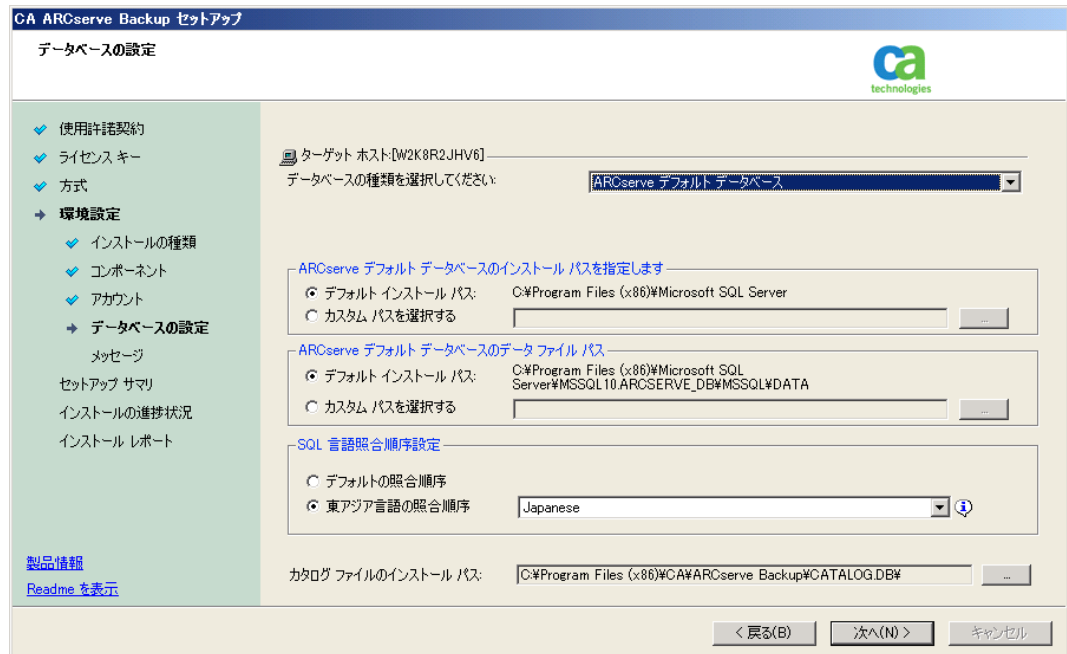 CA ARCserve Backup セットアップ
データベースの設定
ca
technologies
使用許諾契約
ライセンス キー
方式
環境設定
インストールの種類
コンポーネント
アカウント
データベースの設定
メッセージ
セットアップ サマリ
インストールの進捗状況
インストール レポート
製品情報
Readme を表示
ターゲット ホスト:[W2K8R2JHV6]
データベースの種類を選択してください:
ARCserve デフォルト データベース
ARCserve デフォルト データベースのインストール パスを指定します
デフォルト インストール パス: C:¥Program Files (x86)¥Microsoft SQL Server
カスタム パスを選択する
...
ARCserve デフォルト データベースのデータ ファイル パス
デフォルト インストール パス: C:¥Program Files (x86)¥Microsoft SQL
Server¥MSSQL10.ARCSERVE_DB¥MSSQL¥DATA
カスタム パスを選択する
...
SQL 言語照合順序設定
デフォルトの照合順序
東アジア言語の照合順序 Japanese
カタログ ファイルのインストール パス: C:¥Program Files (x86)¥CA¥ARCserve Backup¥CATALOG.DB¥ ...
< 戻る(B) 次へ(N) > キャンセル